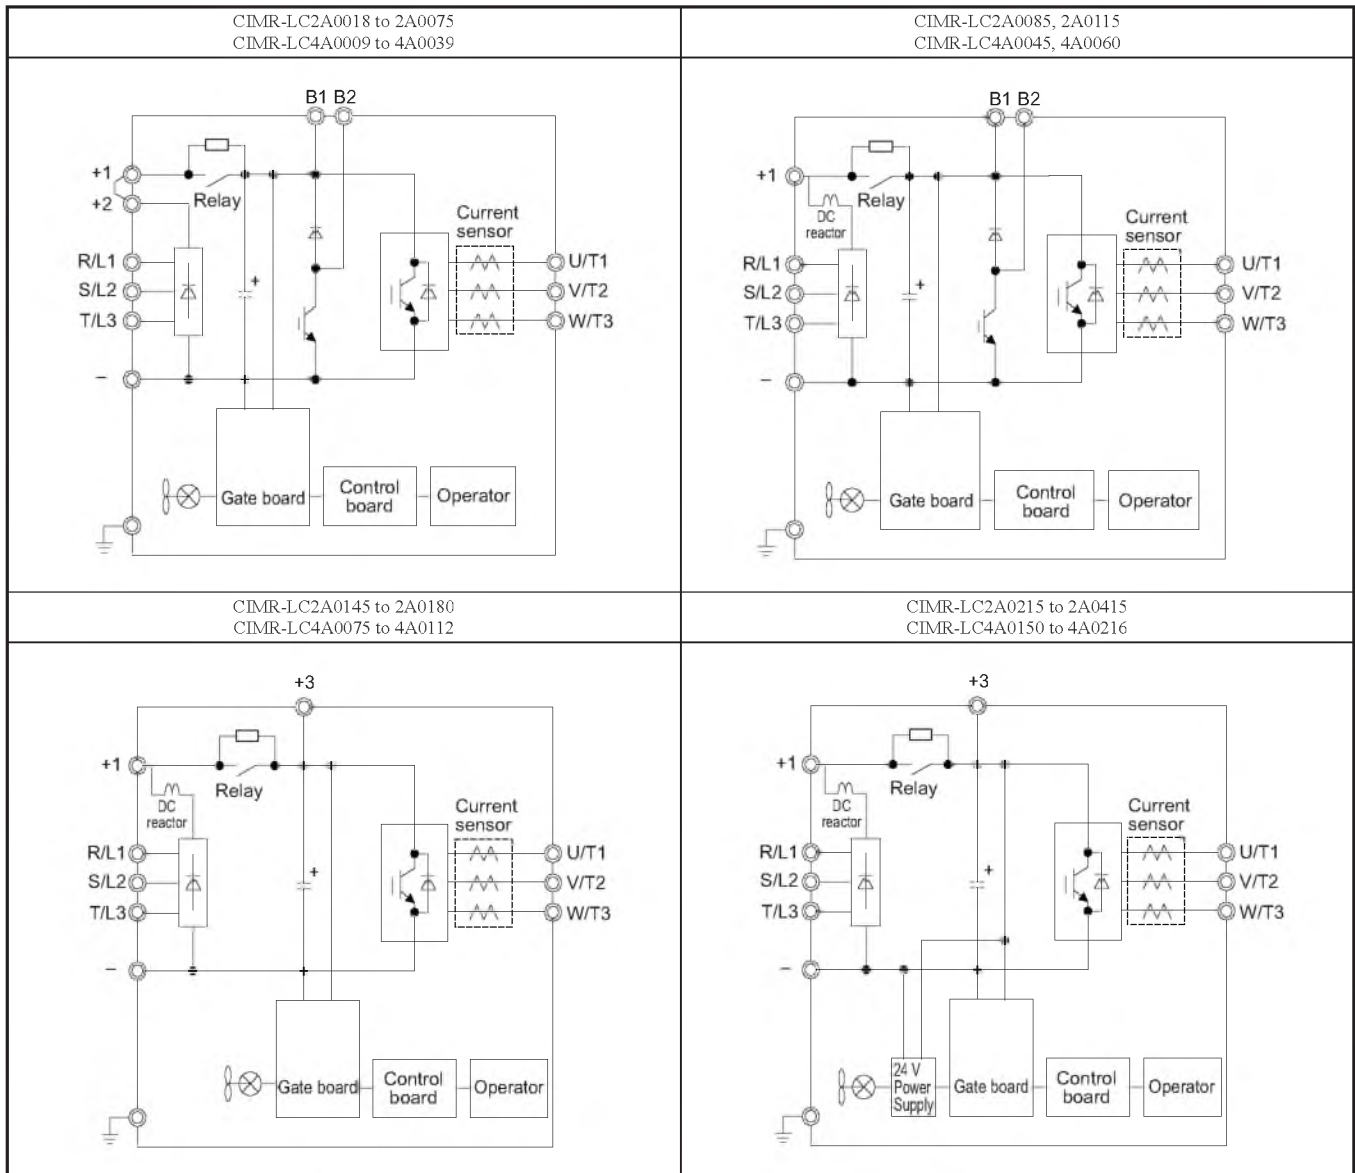 CIMR-LC2A0018 to 2A0075
CIMR-LC4A0009 to 4A0039
B1 B2
+1
Relay
+2
Current
sensor
R/L1
U/T1
+
S/L2
V/T2
T/L3
W/T3
–
Gate board
Control
board
Operator
CIMR-LC2A0085, 2A0115
CIMR-LC4A0045, 4A0060
B1 B2
+1
Relay
DC
reactor
Current
sensor
R/L1
U/T1
+
S/L2
V/T2
T/L3
W/T3
–
Gate board
Control
board
Operator
CIMR-LC2A0145 to 2A0180
CIMR-LC4A0075 to 4A0112
+3
+1
Relay
DC
reactor
Current
sensor
R/L1
U/T1
+
S/L2
V/T2
T/L3
W/T3
–
Gate board
Control
board
Operator
CIMR-LC2A0215 to 2A0415
CIMR-LC4A0150 to 4A0216
+3
+1
Relay
DC
reactor
Current
sensor
R/L1
U/T1
+
S/L2
V/T2
T/L3
W/T3
–
24 V
Power
Supply
Gate board
Control
board
Operator